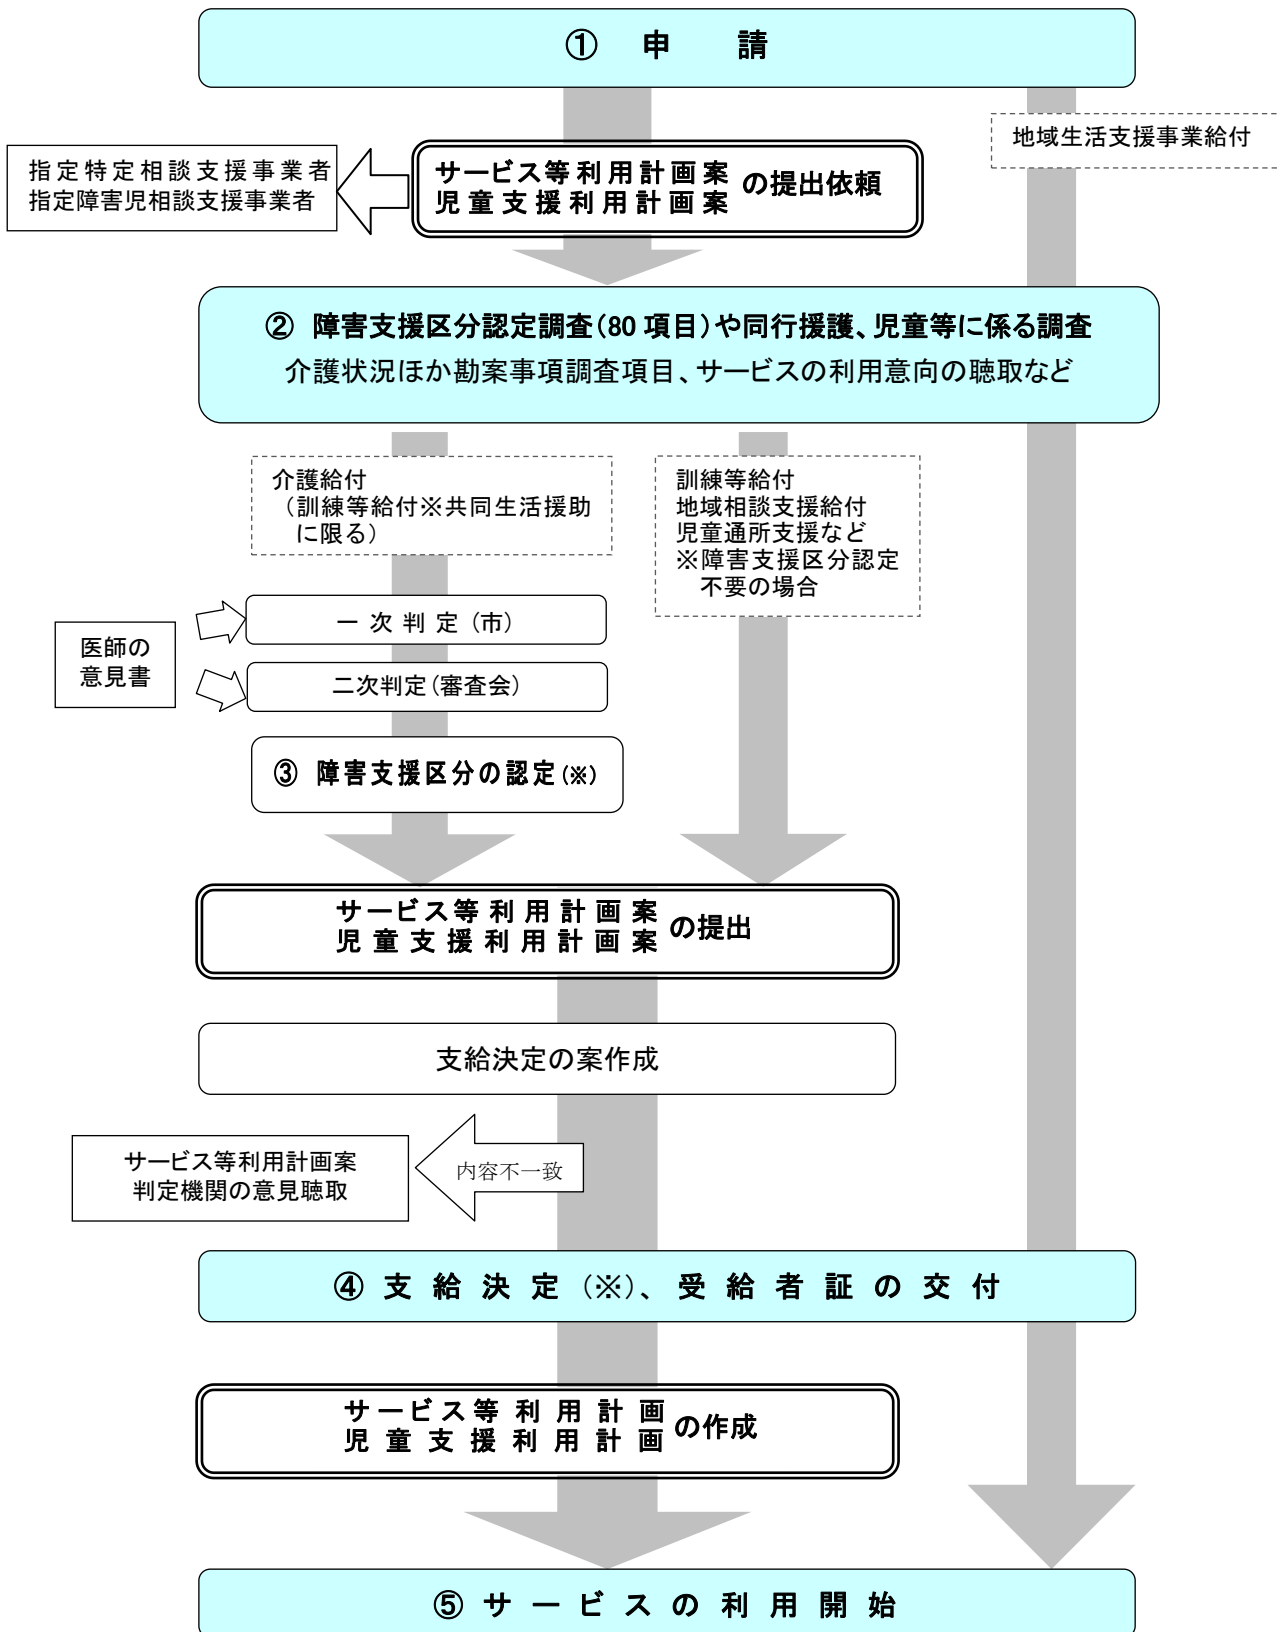 ① 申 請
地域生活支援事業給付
指定特定相談支援事業者
指定障害児相談支援事業者
サービス等利用計画案
児童支援利用計画案
の提出依頼
② 障害支援区分認定調査(80 項目)や同行援護、児童等に係る調査
介護状況ほか勘案事項調査項目、サービスの利用意向の聴取など
介護給付
（訓練等給付※共同生活援助
に限る）
訓練等給付
地域相談支援給付
児童通所支援など
※障害支援区分認定
不要の場合
医師の
意見書
一 次 判 定 (市)
二次判定(審査会)
③ 障害支援区分の認定(※)
サービス等利用計画案
児童支援利用計画案
の提出
支給決定の案作成
内容不一致
サービス等利用計画案
判定機関の意見聴取
④ 支 給 決 定 (※)、 受 給 者 証 の 交 付
サービス等利用計画
児童支援利用計画
の作成
⑤ サ ー ビ ス の 利 用 開 始